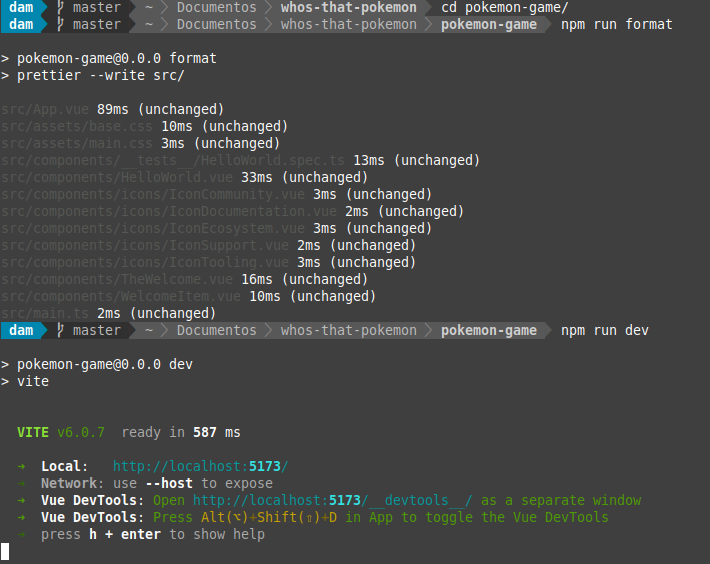 dam master ~ Documentos whos-that-pokemon cd pokemon-game/
dam master ~ Documentos whos-that-pokemon pokemon-game npm run format
> pokemon-game@0.0.0 format
> prettier --write src/
src/App.vue 89ms (unchanged)
src/assets/base.css 10ms (unchanged)
src/assets/main.css 3ms (unchanged)
src/components/__tests__/HelloWorld.spec.ts 13ms (unchanged)
src/components/HelloWorld.vue 33ms (unchanged)
src/components/icons/IconCommunity.vue 3ms (unchanged)
src/components/icons/IconDocumentation.vue 2ms (unchanged)
src/components/icons/IconEcosystem.vue 3ms (unchanged)
src/components/icons/IconSupport.vue 2ms (unchanged)
src/components/icons/IconTooling.vue 3ms (unchanged)
src/components/TheWelcome.vue 16ms (unchanged)
src/components/WelcomeItem.vue 10ms (unchanged)
src/main.ts 2ms (unchanged)
dam master ~ Documentos whos-that-pokemon pokemon-game npm run dev
> pokemon-game@0.0.0 dev
> vite
VITE v6.0.7 ready in 587 ms
➜ Local: http://localhost:5173/
➜ Network: use --host to expose
➜ Vue DevTools: Open http://localhost:5173/__devtools__/ as a separate window
➜ Vue DevTools: Press Alt(⌥)+Shift(⇧)+D in App to toggle the Vue DevTools
➜ press h + enter to show help